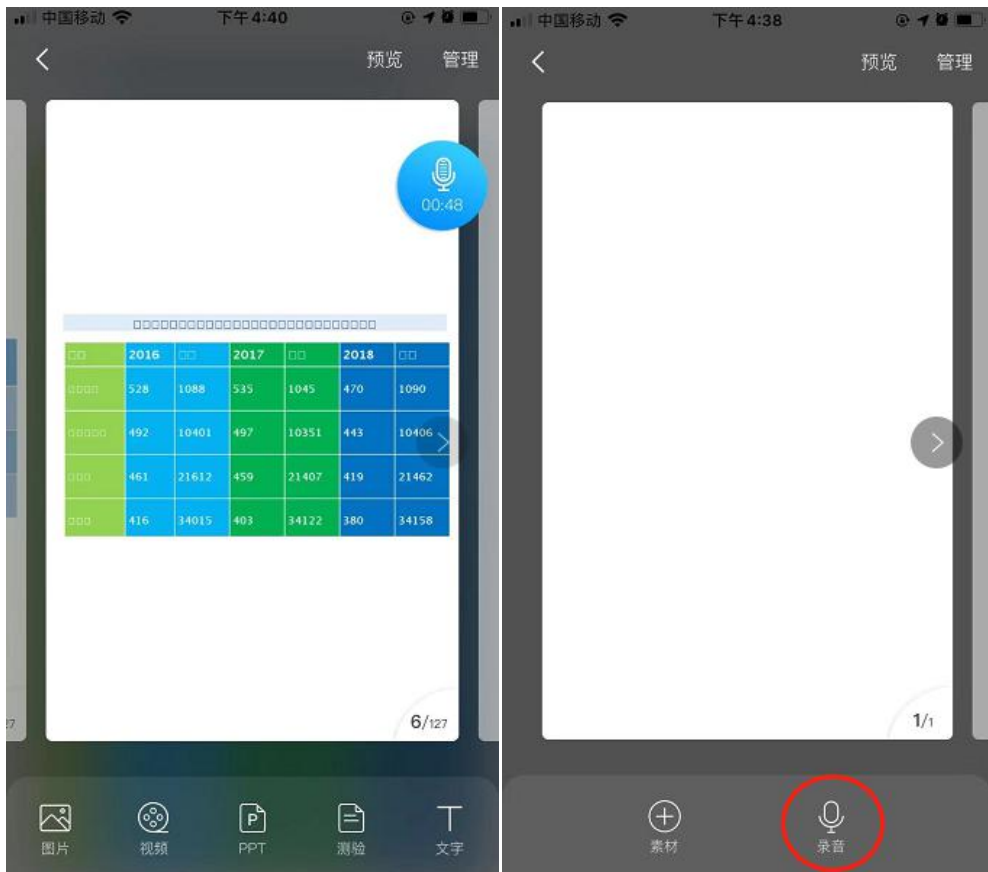 中国移动 下午4:40
预览 管理
00:48
2016 2017 2018
528 1088 535 1045 470 1090
492 10401 497 10351 443 10406
461 21612 459 21407 419 21462
416 34015 403 34122 380 34158
27
6/127
图片 视频 PPT 测验 文字
中国移动 下午4:38
预览 管理
1/1
素材 录音